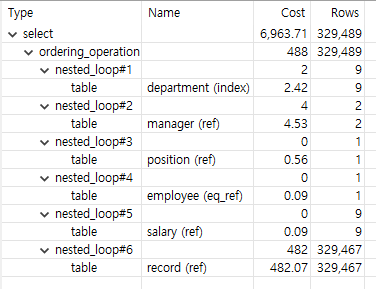 Type Name Cost Rows
select 6,963.71 329,489
ordering_operation 488 329,489
nested_loop#1 2 9
table department (index) 2.42 9
nested_loop#2 4 2
table manager (ref) 4.53 2
nested_loop#3 0 1
table position (ref) 0.56 1
nested_loop#4 0 1
table employee (eq_ref) 0.09 1
nested_loop#5 0 9
table salary (ref) 0.09 9
nested_loop#6 482 329,467
table record (ref) 482.07 329,467